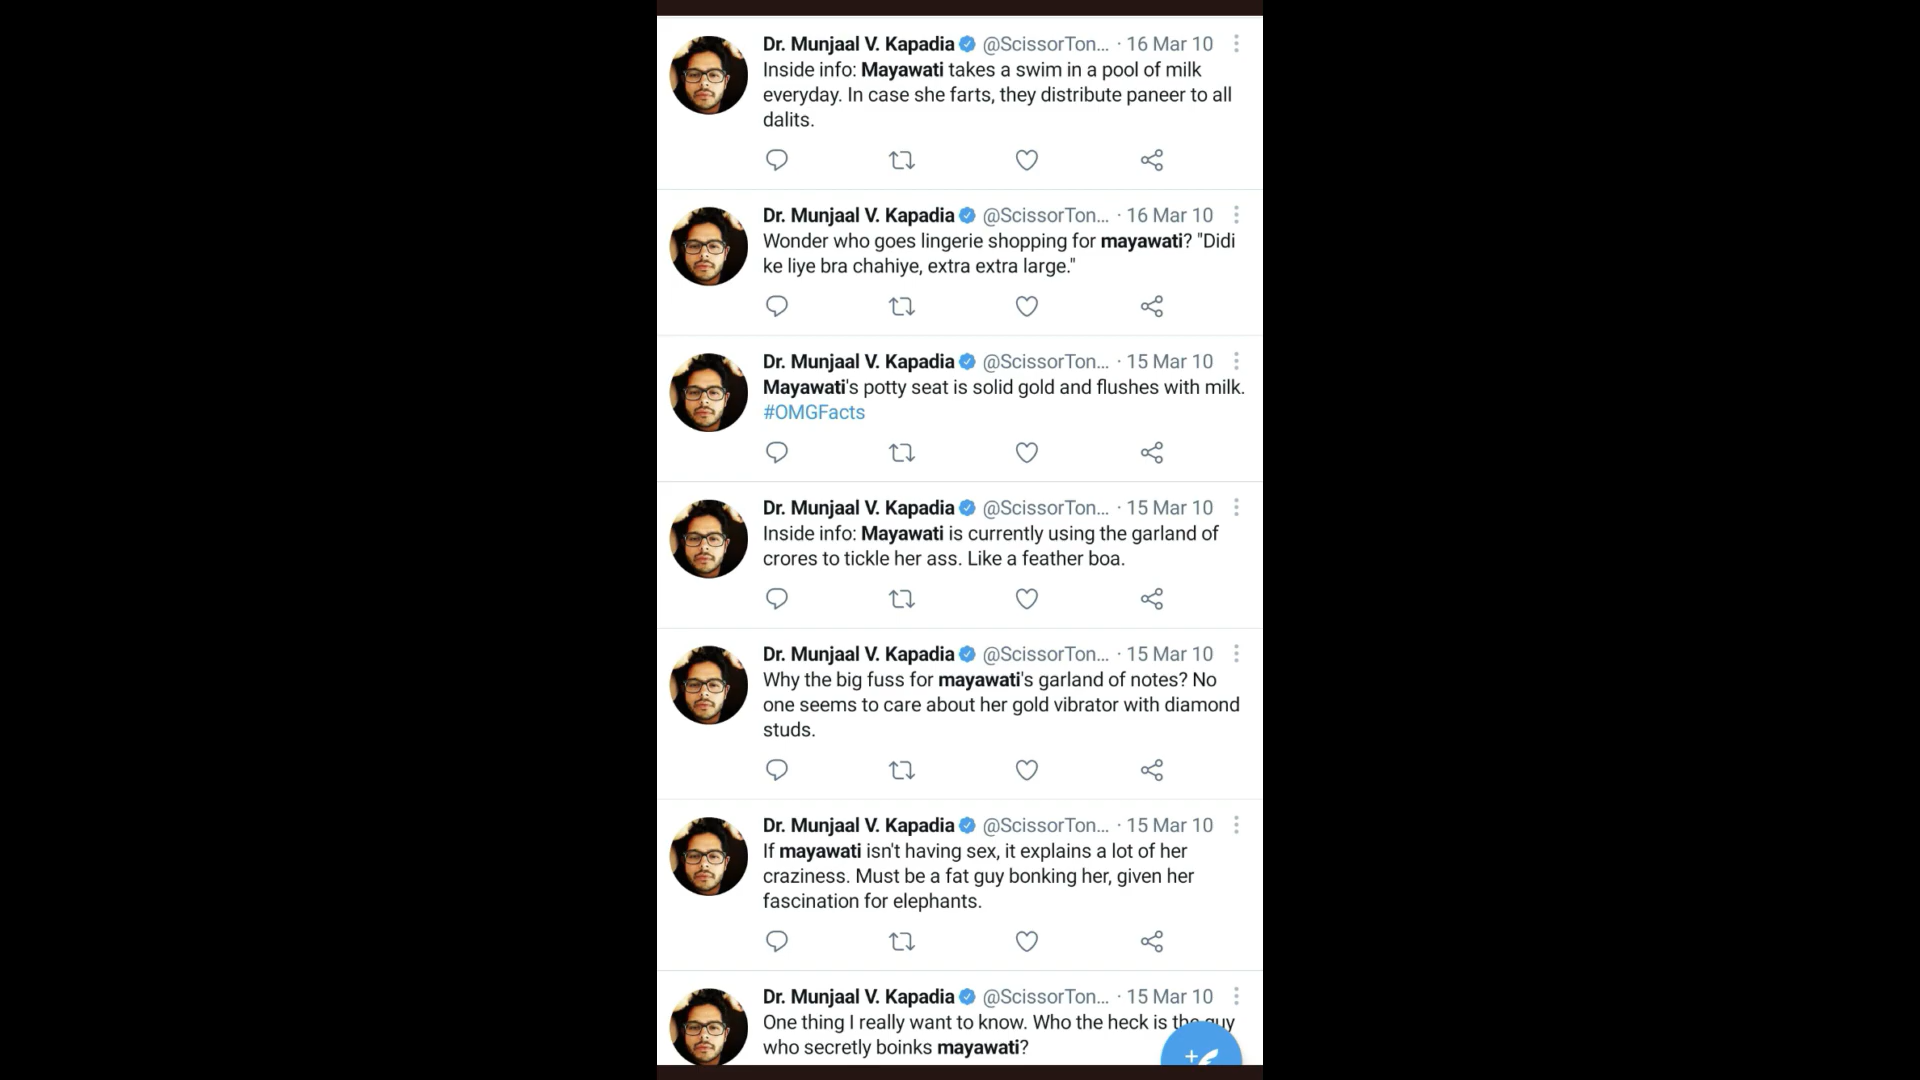 Dr. Munjaal V. Kapadia @ScissorTon... · 16 Mar 10
Inside info: Mayawati takes a swim in a pool of milk
everyday. In case she farts, they distribute paneer to all
dalits.
Dr. Munjaal V. Kapadia @ScissorTon... · 16 Mar 10
Wonder who goes lingerie shopping for mayawati? "Didi
ke liye bra chahiye, extra extra large."
Dr. Munjaal V. Kapadia @ScissorTon... · 15 Mar 10
Mayawati's potty seat is solid gold and flushes with milk.
#OMGFacts
Dr. Munjaal V. Kapadia @ScissorTon... · 15 Mar 10
Inside info: Mayawati is currently using the garland of
crores to tickle her ass. Like a feather boa.
Dr. Munjaal V. Kapadia @ScissorTon... · 15 Mar 10
Why the big fuss for mayawati's garland of notes? No
one seems to care about her gold vibrator with diamond
studs.
Dr. Munjaal V. Kapadia @ScissorTon... · 15 Mar 10
If mayawati isn't having sex, it explains a lot of her
craziness. Must be a fat guy bonking her, given her
fascination for elephants.
Dr. Munjaal V. Kapadia @ScissorTon... · 15 Mar 10
One thing I really want to know. Who the heck is the guy
who secretly boinks mayawati?